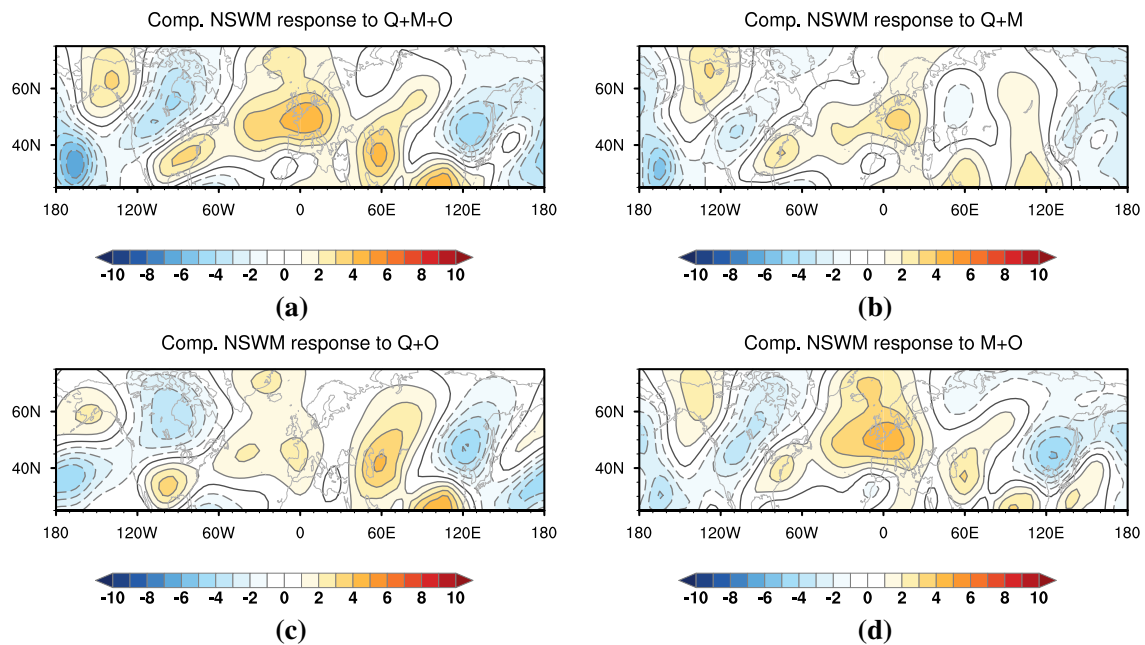 Comp. NSWM response to Q+M+O
Comp. NSWM response to Q+M
60N
40N
180 120W 60W 0 60E 120E 180
-10 -8 -6 -4 -2 0 2 4 6 8 10
(a)
60N
40N
180 120W 60W 0 60E 120E 180
-10 -8 -6 -4 -2 0 2 4 6 8 10
(b)
Comp. NSWM response to Q+O
Comp. NSWM response to M+O
60N
40N
180 120W 60W 0 60E 120E 180
-10 -8 -6 -4 -2 0 2 4 6 8 10
(c)
60N
40N
180 120W 60W 0 60E 120E 180
-10 -8 -6 -4 -2 0 2 4 6 8 10
(d)